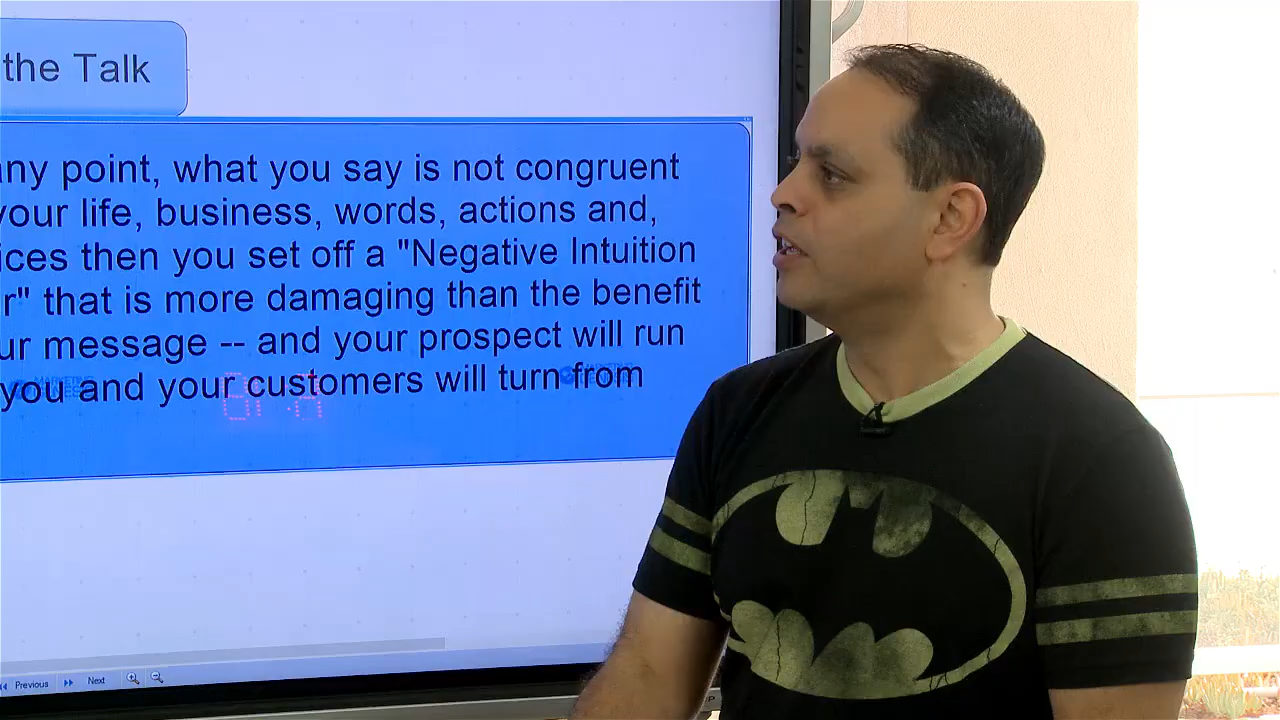 the Talk
any point, what you say is not congruent
your life, business, words, actions and,
ices then you set off a "Negative Intuition
r" that is more damaging than the benefit
ur message -- and your prospect will run
you and your customers will turn from
Previous Next